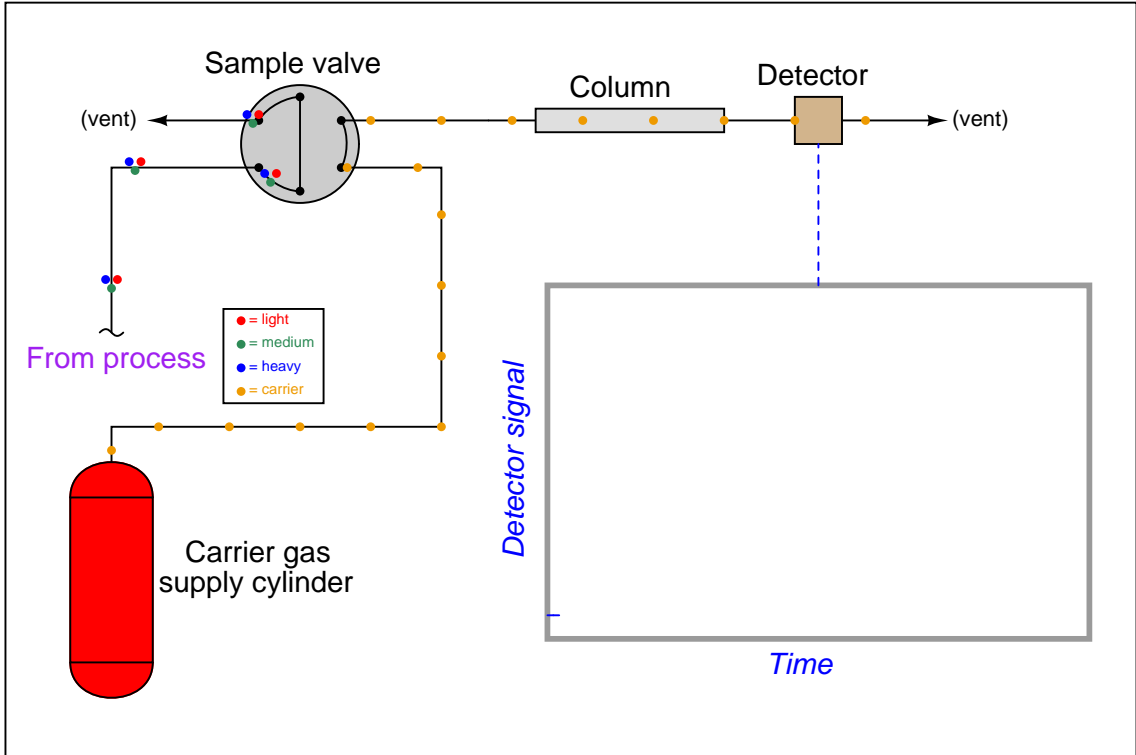 Sample valve
Column
Detector
(vent)
(vent)
From process
= light
= medium
= heavy
= carrier
Detector signal
Carrier gas
supply cylinder
Time